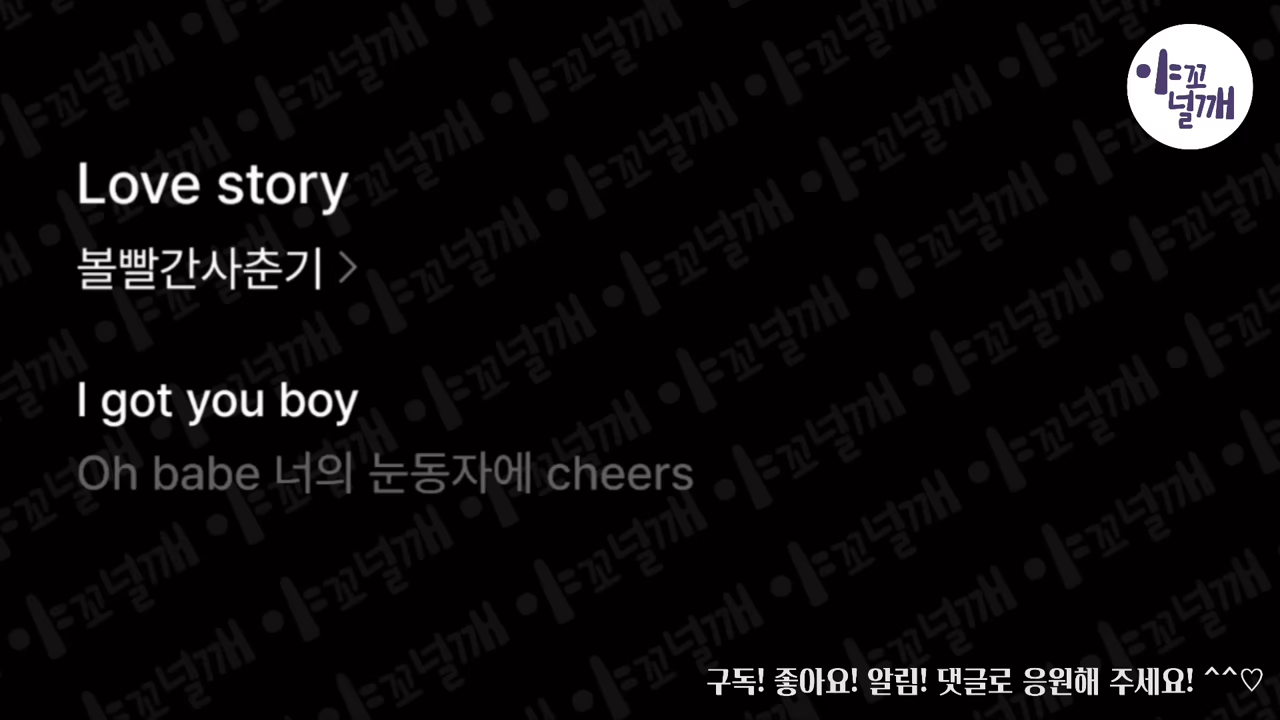 야꼬
널깨
Love story
볼빨간사춘기 >
I got you boy
Oh babe 너의 눈동자에 cheers
구독! 좋아요! 알림! 댓글로 응원해 주세요! ^^♡